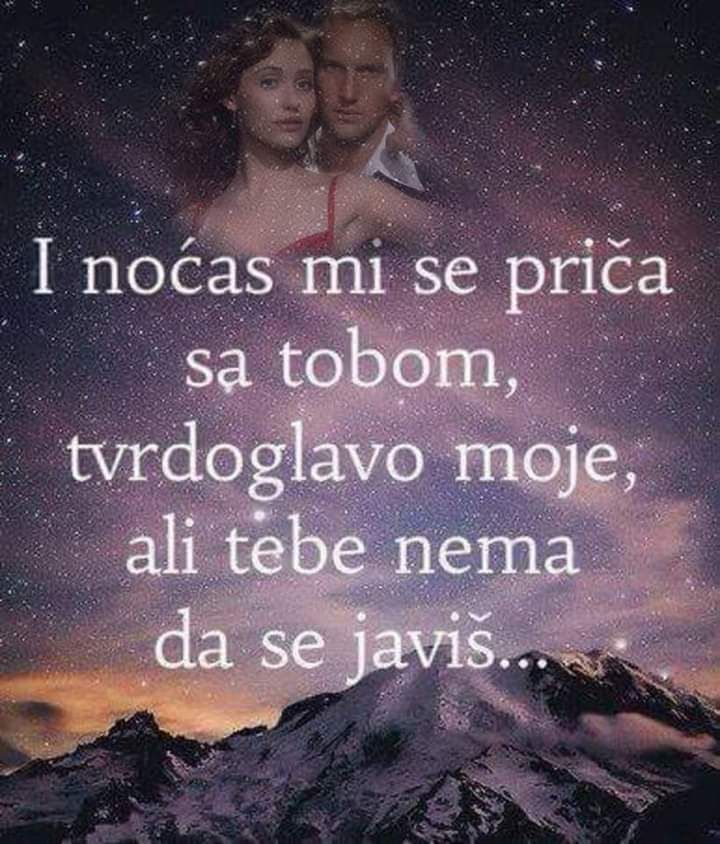 I noćas mi se priča
sa tobom,
tvrdoglavo moje,
ali tebe nema
da se javiš...